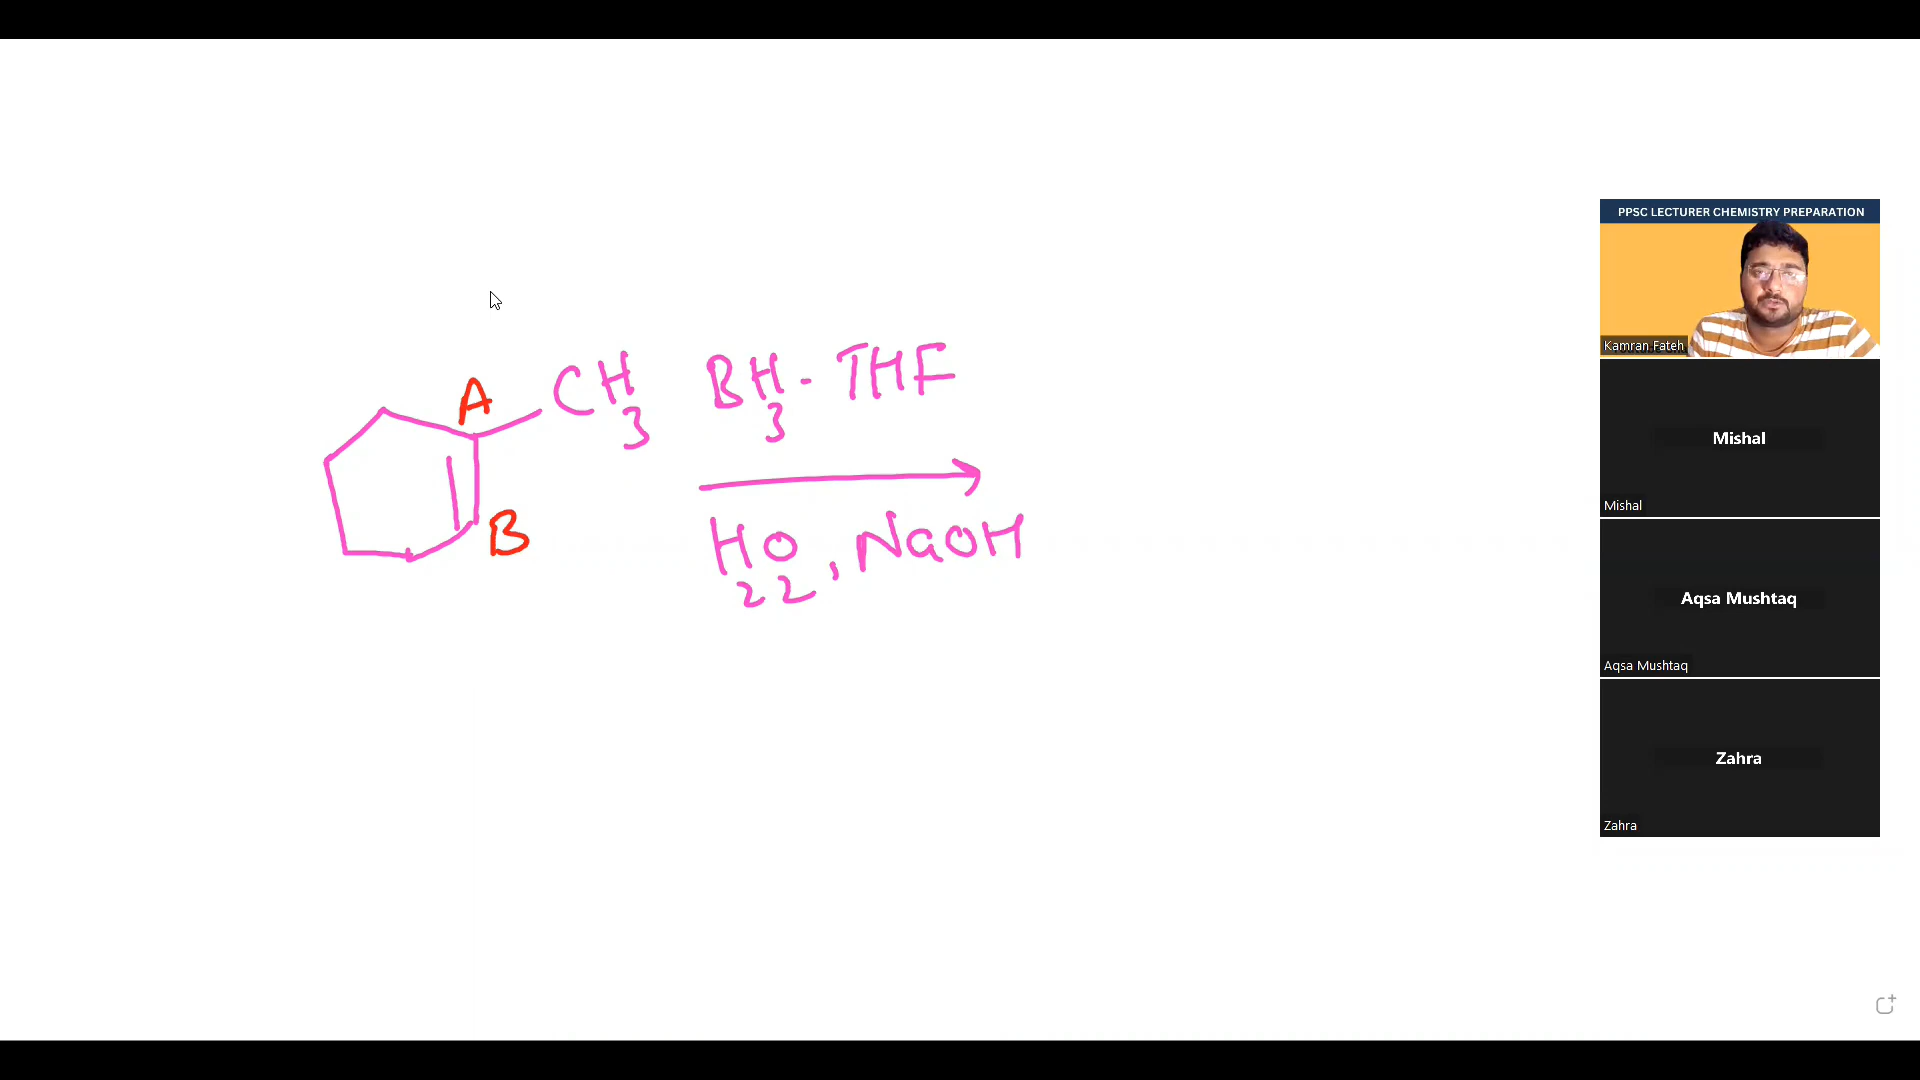 PPSC LECTURER CHEMISTRY PREPARATION
Kamran Fateh
A
CH3
BH3-THF
B
H2O2, NaOH
Mishal
Mishal
Aqsa Mushtaq
Aqsa Mushtaq
Zahra
Zahra